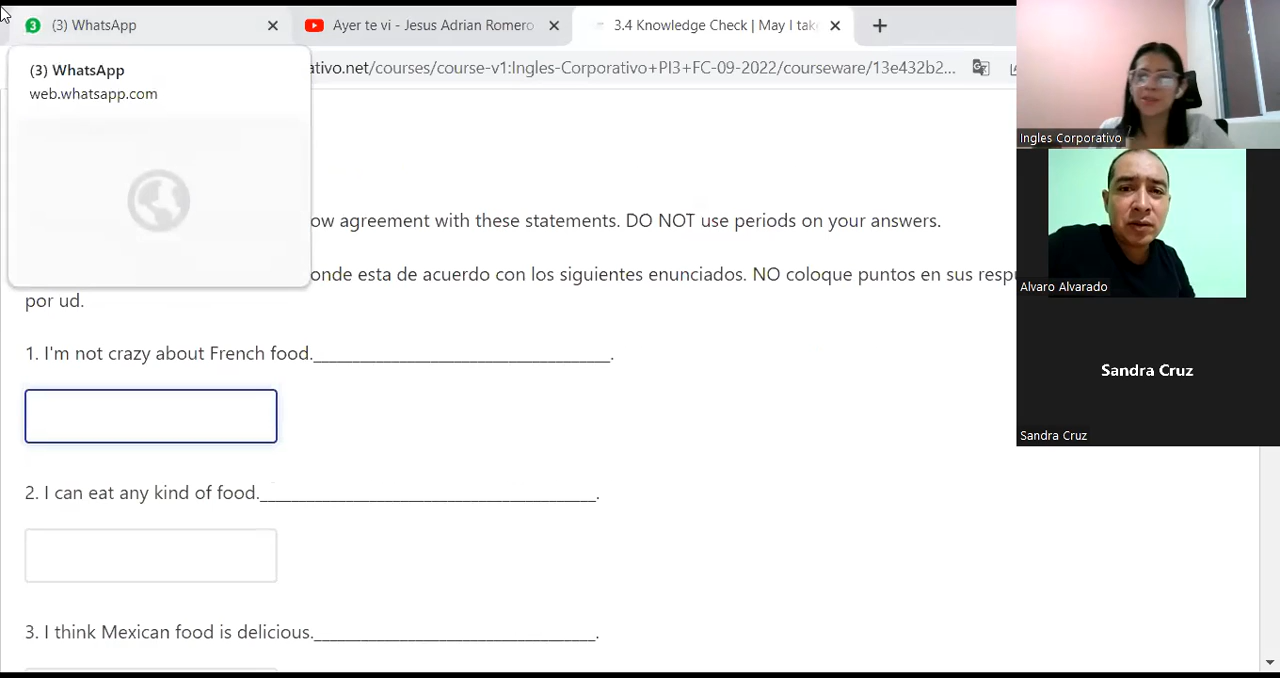 (3) WhatsApp
Ayer te vi - Jesus Adrian Romero
3.4 Knowledge Check | May I tak
(3) WhatsApp
web.whatsapp.com
ativo.net/courses/course-v1:Ingles-Corporativo+PI3+FC-09-2022/courseware/13e432b2...
ow agreement with these statements. DO NOT use periods on your answers.
onde esta de acuerdo con los siguientes enunciados. NO coloque puntos en sus resp
por ud.
1. I'm not crazy about French food.______________________________.
2. I can eat any kind of food.__________________________________.
3. I think Mexican food is delicious.____________________________.
Ingles Corporativo
Alvaro Alvarado
Sandra Cruz
Sandra Cruz